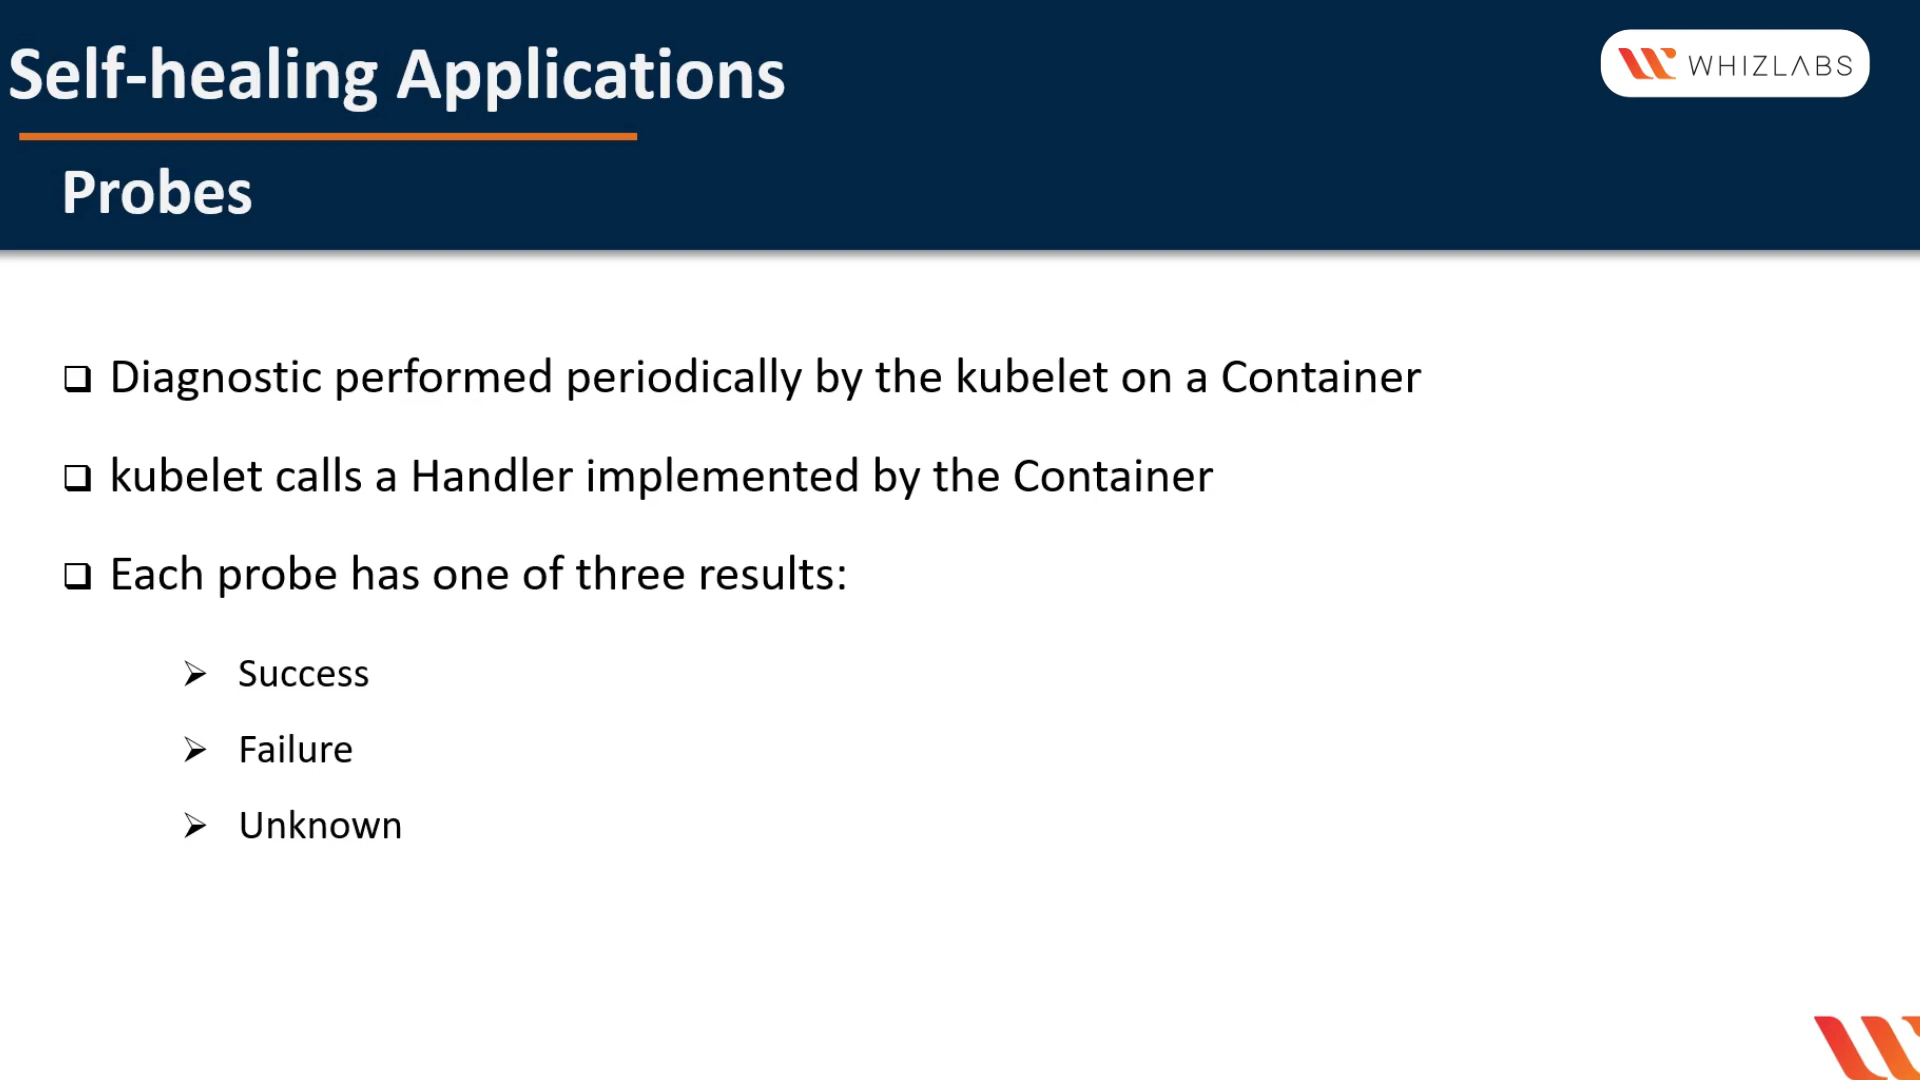 Self-healing Applications
WHIZLABS
Probes
Diagnostic performed periodically by the kubelet on a Container
kubelet calls a Handler implemented by the Container
Each probe has one of three results:
Success
Failure
Unknown